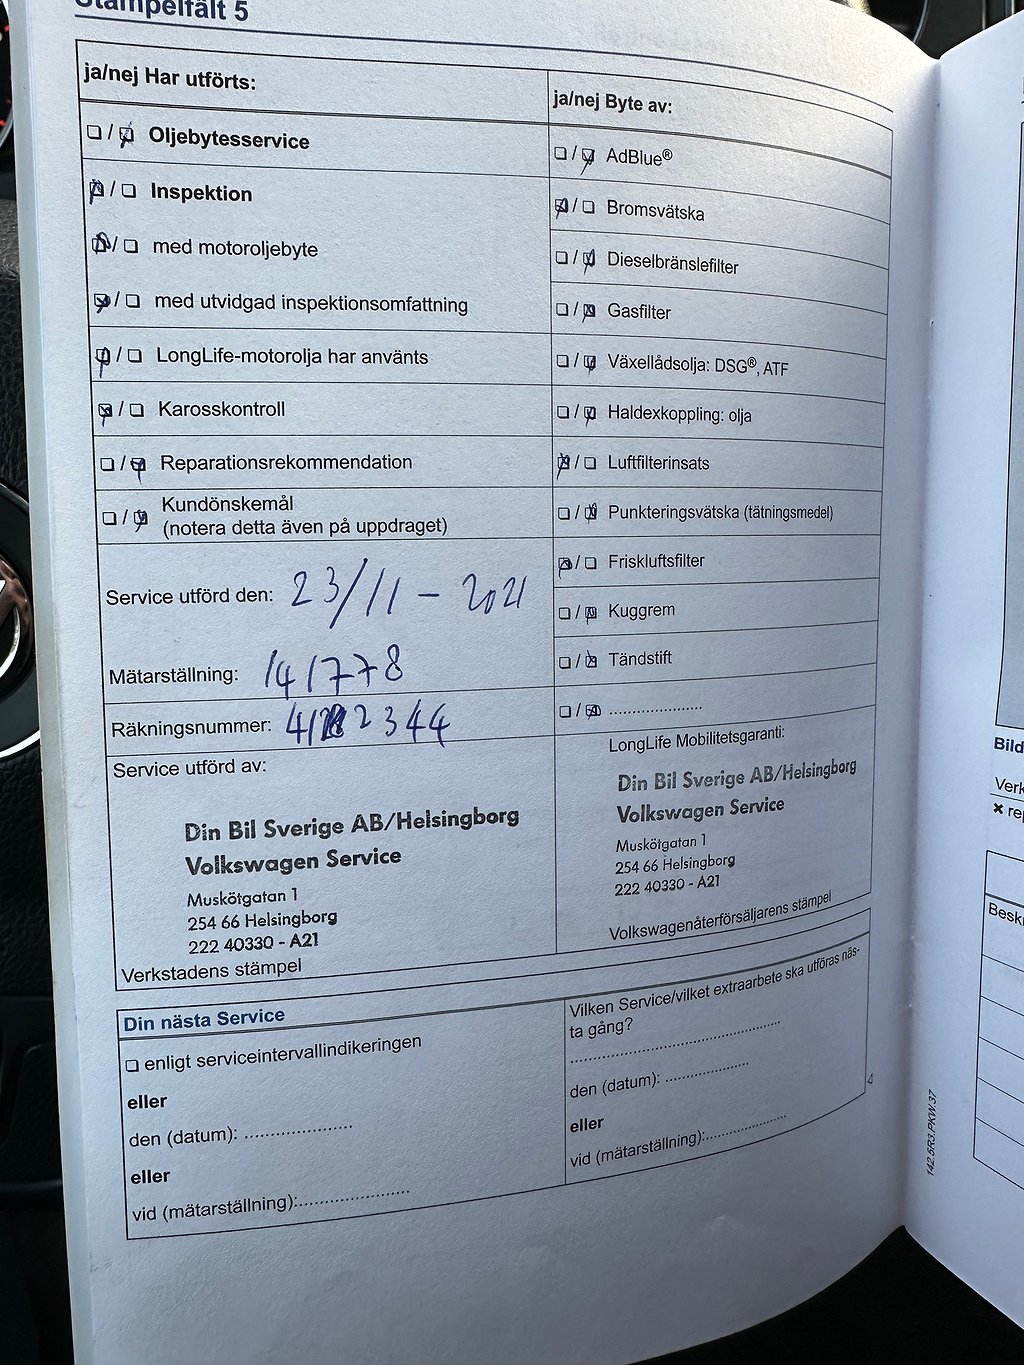 Stämpelfält 5
ja/nej Har utförts:
☐ / ☑ Oljebytesservice
☑ / ☐ Inspektion
☑ / ☐ med motoroljebyte
☑ / ☐ med utvidgad inspektionsomfattning
☑ / ☐ LongLife-motorolja har använts
☑ / ☐ Karosskontroll
☐ / ☑ Reparationsrekommendation
☐ / ☑ Kundönskemål
(notera detta även på uppdraget)
Service utförd den: 23/11 - 2021
Mätarställning: 141778
Räkningsnummer:
Service utförd av:
Din Bil Sverige AB/Helsingborg
Volkswagen Service
Muskötgatan 1
254 66 Helsingborg
222 40330 - A21
Verkstadens stämpel
ja/nej Byte av:
☐ / ☑ AdBlue®
☑ / ☐ Bromsvätska
☐ / ☑ Dieselbränslefilter
☐ / ☑ Gasfilter
☐ / ☑ Växellådsolja: DSG®, ATF
☐ / ☑ Haldexkoppling: olja
☑ / ☐ Luftfilterinsats
☐ / ☑ Punkteringsvätska (tätningsmedel)
☑ / ☐ Friskluftsfilter
☐ / ☑ Kuggrem
☐ / ☑ Tändstift
☐ / ☑ ......................
LongLife Mobilitetsgaranti:
Din Bil Sverige AB/Helsingborg
Volkswagen Service
Muskötgatan 1
254 66 Helsingborg
222 40330 - A21
Volkswagenåterförsäljarens stämpel
Din nästa Service
☐ enligt serviceintervallindikeringen
eller
den (datum): ......................
eller
vid (mätarställning):......................
Vilken Service/vilket extraarbete ska utföras näs-
ta gång?
................................................
den (datum): ...................
eller
vid (mätarställning):..................
142.5R3.PKW.37
Bild
Verk
✖ re
Besk